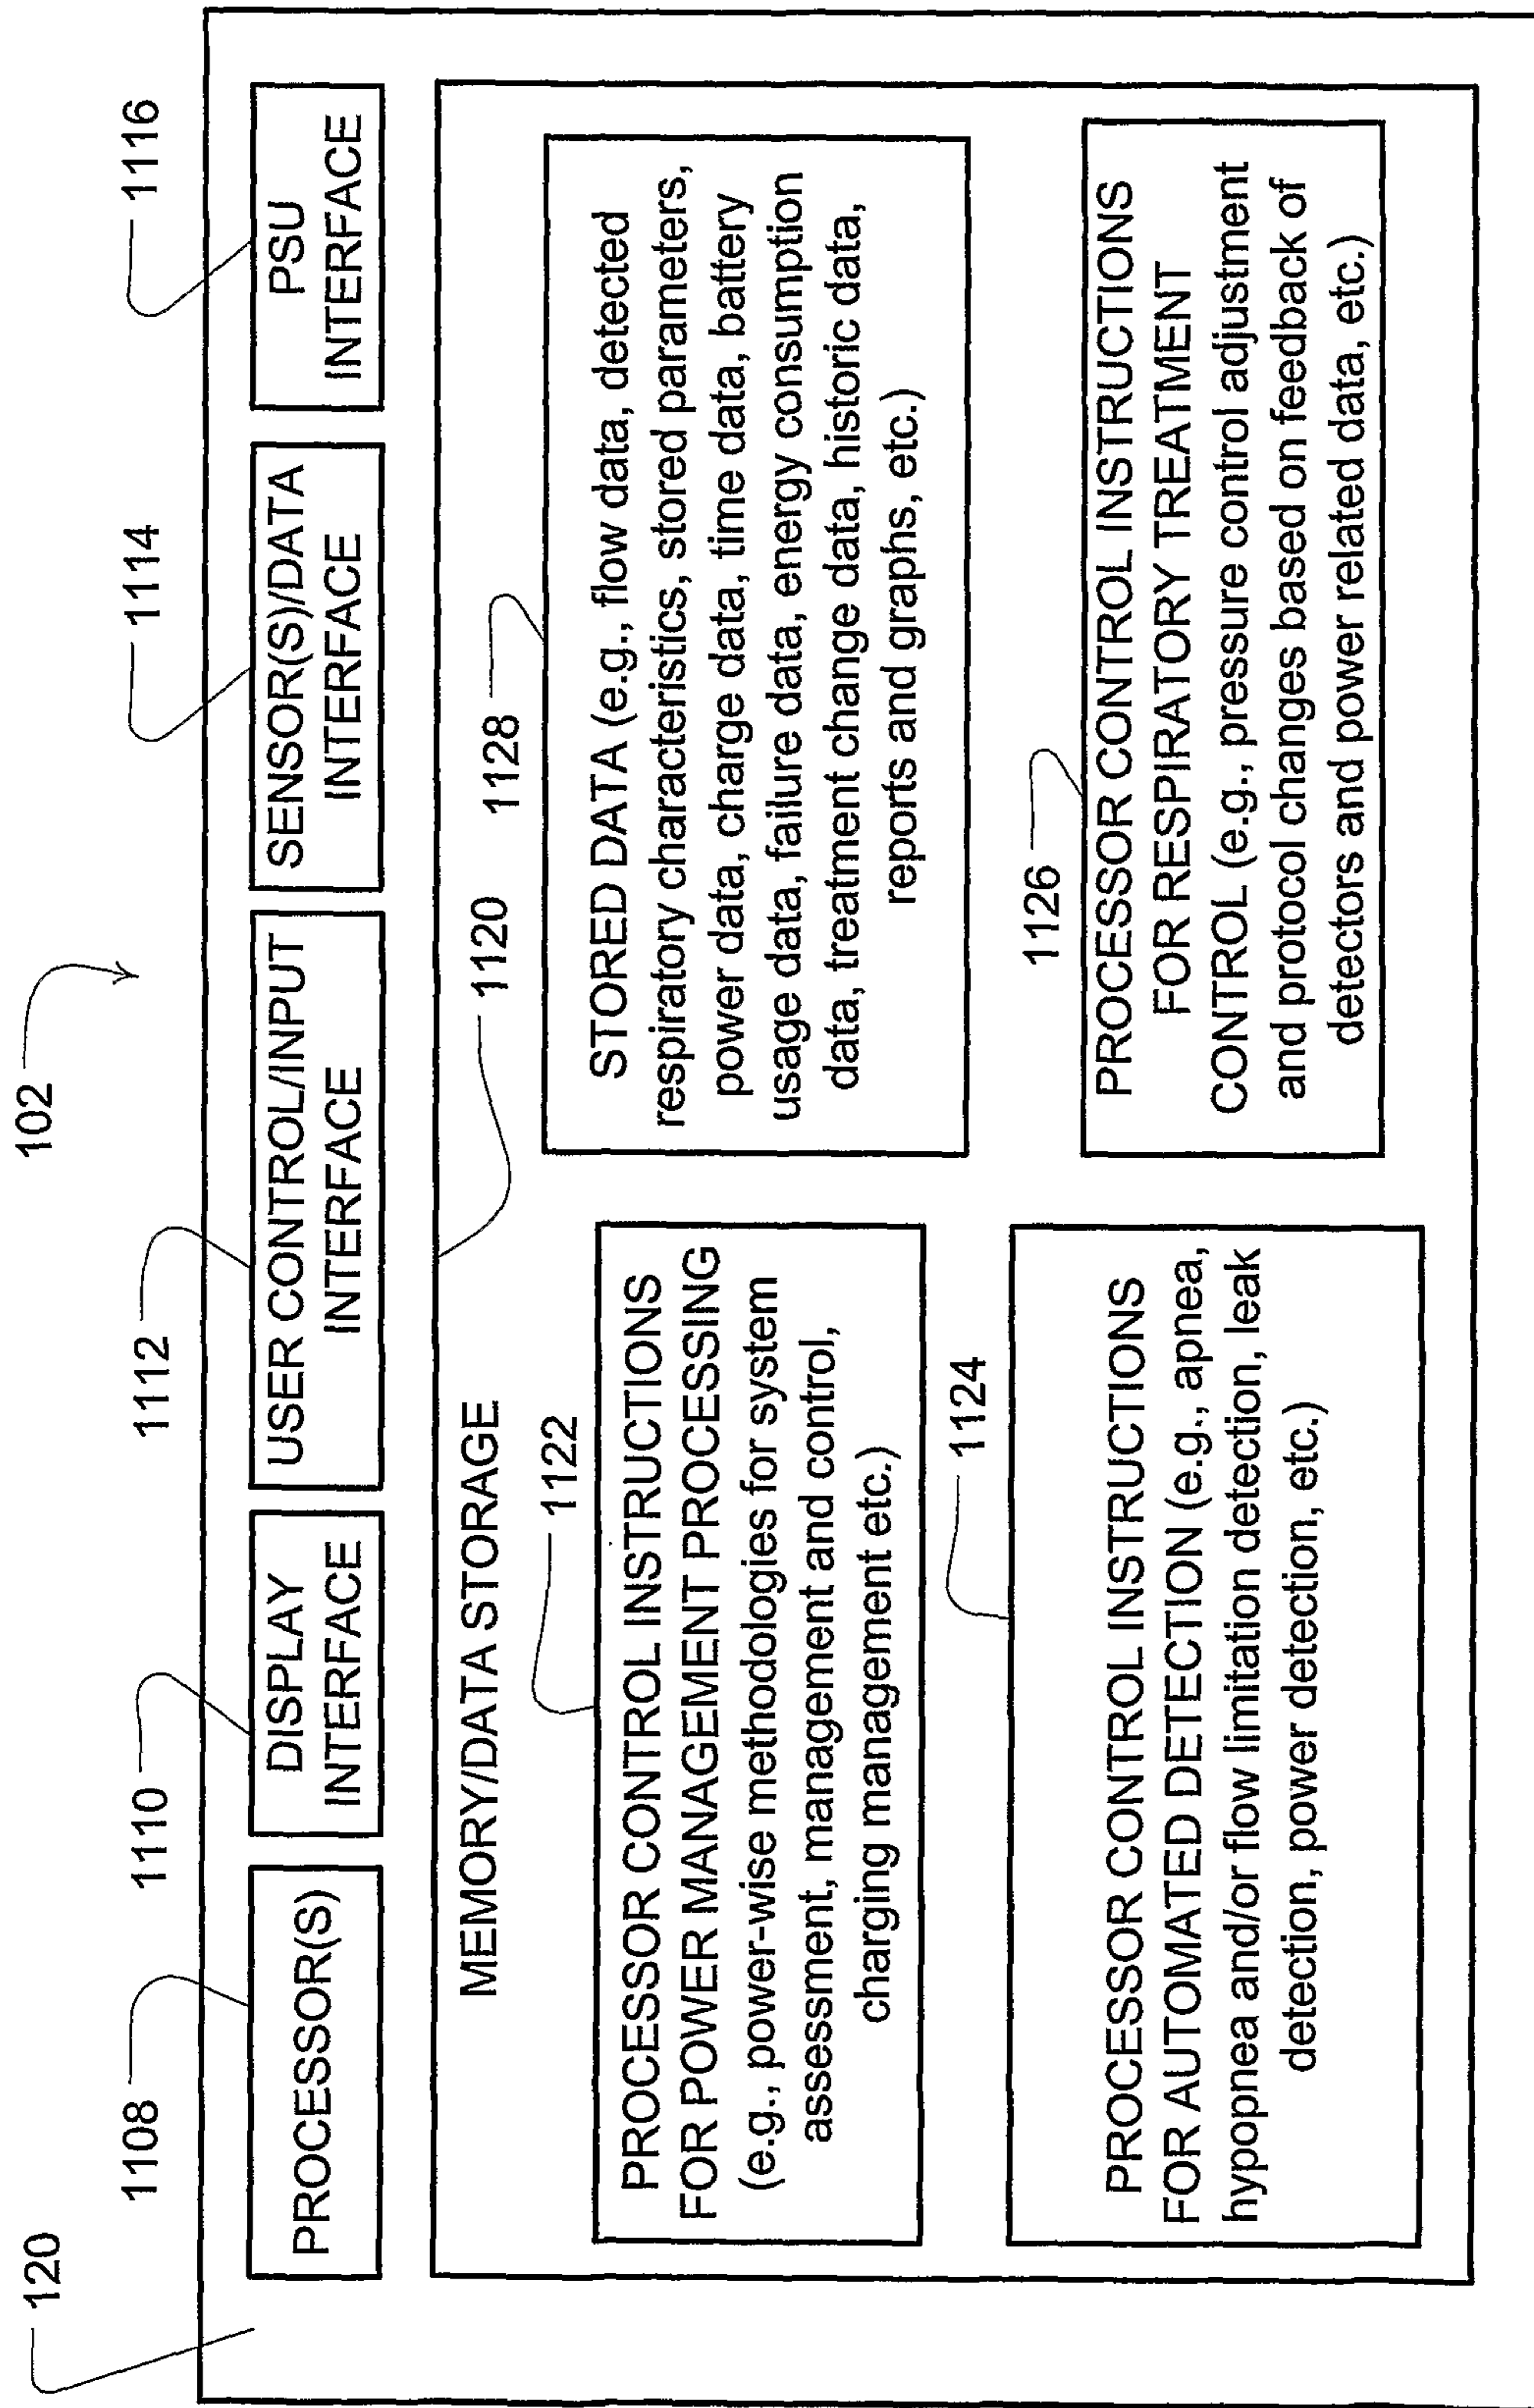 102
120
1108
1110
1112
1114
1116
PROCESSOR(S)
DISPLAY
INTERFACE
USER CONTROL/INPUT
INTERFACE
SENSOR(S)/DATA
INTERFACE
PSU
INTERFACE
MEMORY/DATA STORAGE
1120
1122
PROCESSOR CONTROL INSTRUCTIONS
FOR POWER MANAGEMENT PROCESSING
(e.g., power-wise methodologies for system
assessment, management and control,
charging management etc.)
1128
STORED DATA (e.g., flow data, detected
respiratory characteristics, stored parameters,
power data, charge data, time data, battery
usage data, failure data, energy consumption
data, treatment change data, historic data,
reports and graphs, etc.)
1124
PROCESSOR CONTROL INSTRUCTIONS
FOR AUTOMATED DETECTION (e.g., apnea,
hypopnea and/or flow limitation detection, leak
detection, power detection, etc.)
1126
PROCESSOR CONTROL INSTRUCTIONS
FOR RESPIRATORY TREATMENT
CONTROL (e.g., pressure control adjustment
and protocol changes based on feedback of
detectors and power related data, etc.)